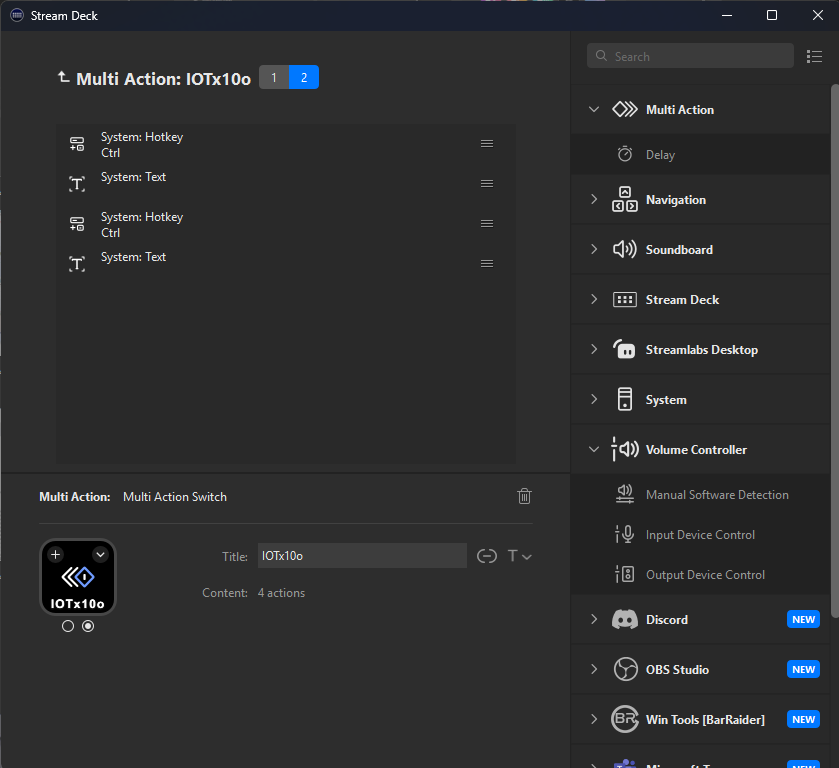 Stream Deck
Multi Action: IOTx10o
1 2
System: Hotkey
Ctrl
System: Text
System: Hotkey
Ctrl
System: Text
Multi Action: Multi Action Switch
IOTx10o
Title: IOTx10o
T
Content: 4 actions
Search
Multi Action
Delay
Navigation
Soundboard
Stream Deck
Streamlabs Desktop
System
Volume Controller
Manual Software Detection
Input Device Control
Output Device Control
Discord NEW
OBS Studio NEW
BR Win Tools [BarRaider] NEW
Microsoft NEW